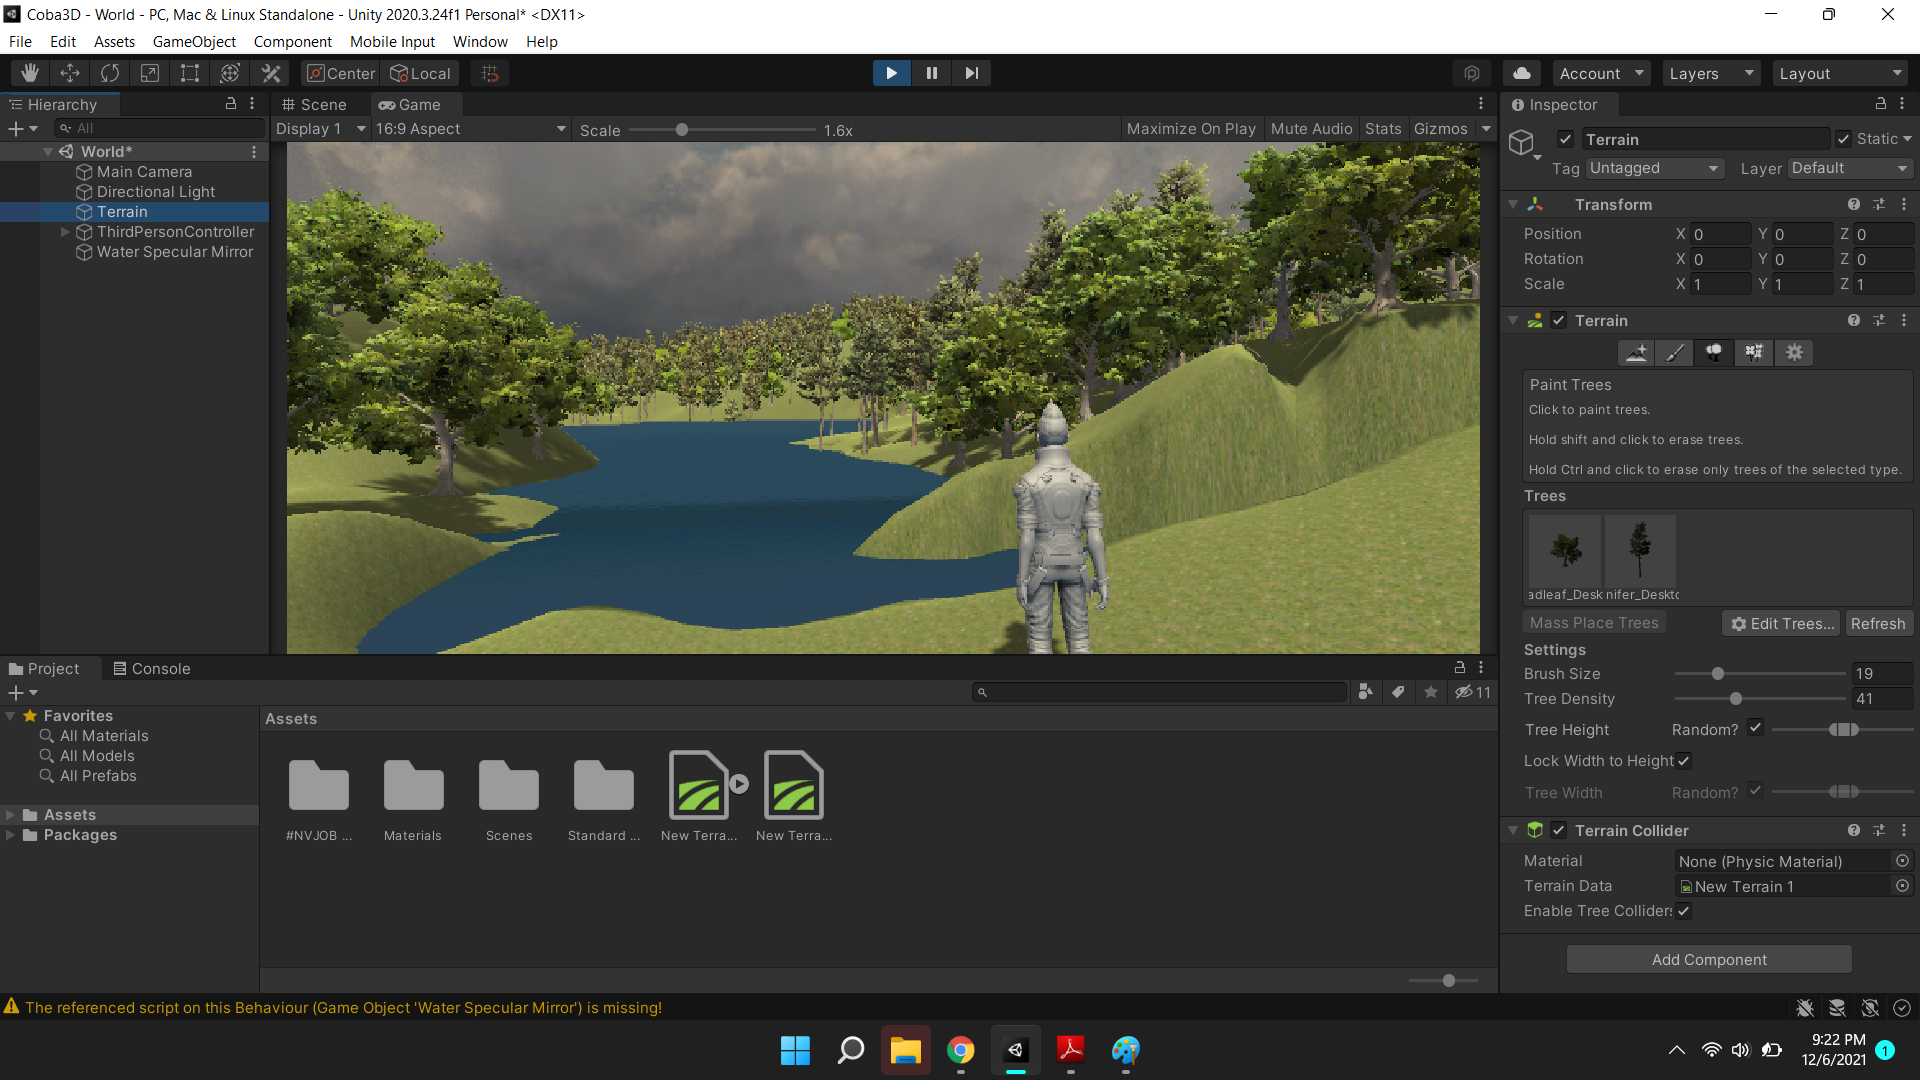 Coba3D - World - PC, Mac & Linux Standalone - Unity 2020.3.24f1 Personal* <DX11>
File Edit Assets GameObject Component Mobile Input Window Help
Center Local Account Layers Layout
Hierarchy
All
World*
Main Camera
Directional Light
Terrain
ThirdPersonController
Water Specular Mirror
Scene Game
Display 1 16:9 Aspect Scale 1.6x Maximize On Play Mute Audio Stats Gizmos
Inspector
Terrain Static
Tag Untagged Layer Default
Transform
Position X 0 Y 0 Z 0
Rotation X 0 Y 0 Z 0
Scale X 1 Y 1 Z 1
Terrain
Paint Trees
Click to paint trees.
Hold shift and click to erase trees.
Hold Ctrl and click to erase only trees of the selected type.
Trees
adleaf_Desk nifer_Deskto
Mass Place Trees Edit Trees... Refresh
Settings
Brush Size 19
Tree Density 41
Tree Height Random?
Lock Width to Height
Tree Width Random?
Terrain Collider
Material None (Physic Material)
Terrain Data New Terrain 1
Enable Tree Colliders
Add Component
Project Console
11
Favorites
All Materials
All Models
All Prefabs
Assets
Packages
Assets
#NVJOB ... Materials Scenes Standard ... New Terra... New Terra...
The referenced script on this Behaviour (Game Object 'Water Specular Mirror') is missing!
9:22 PM
12/6/2021
1